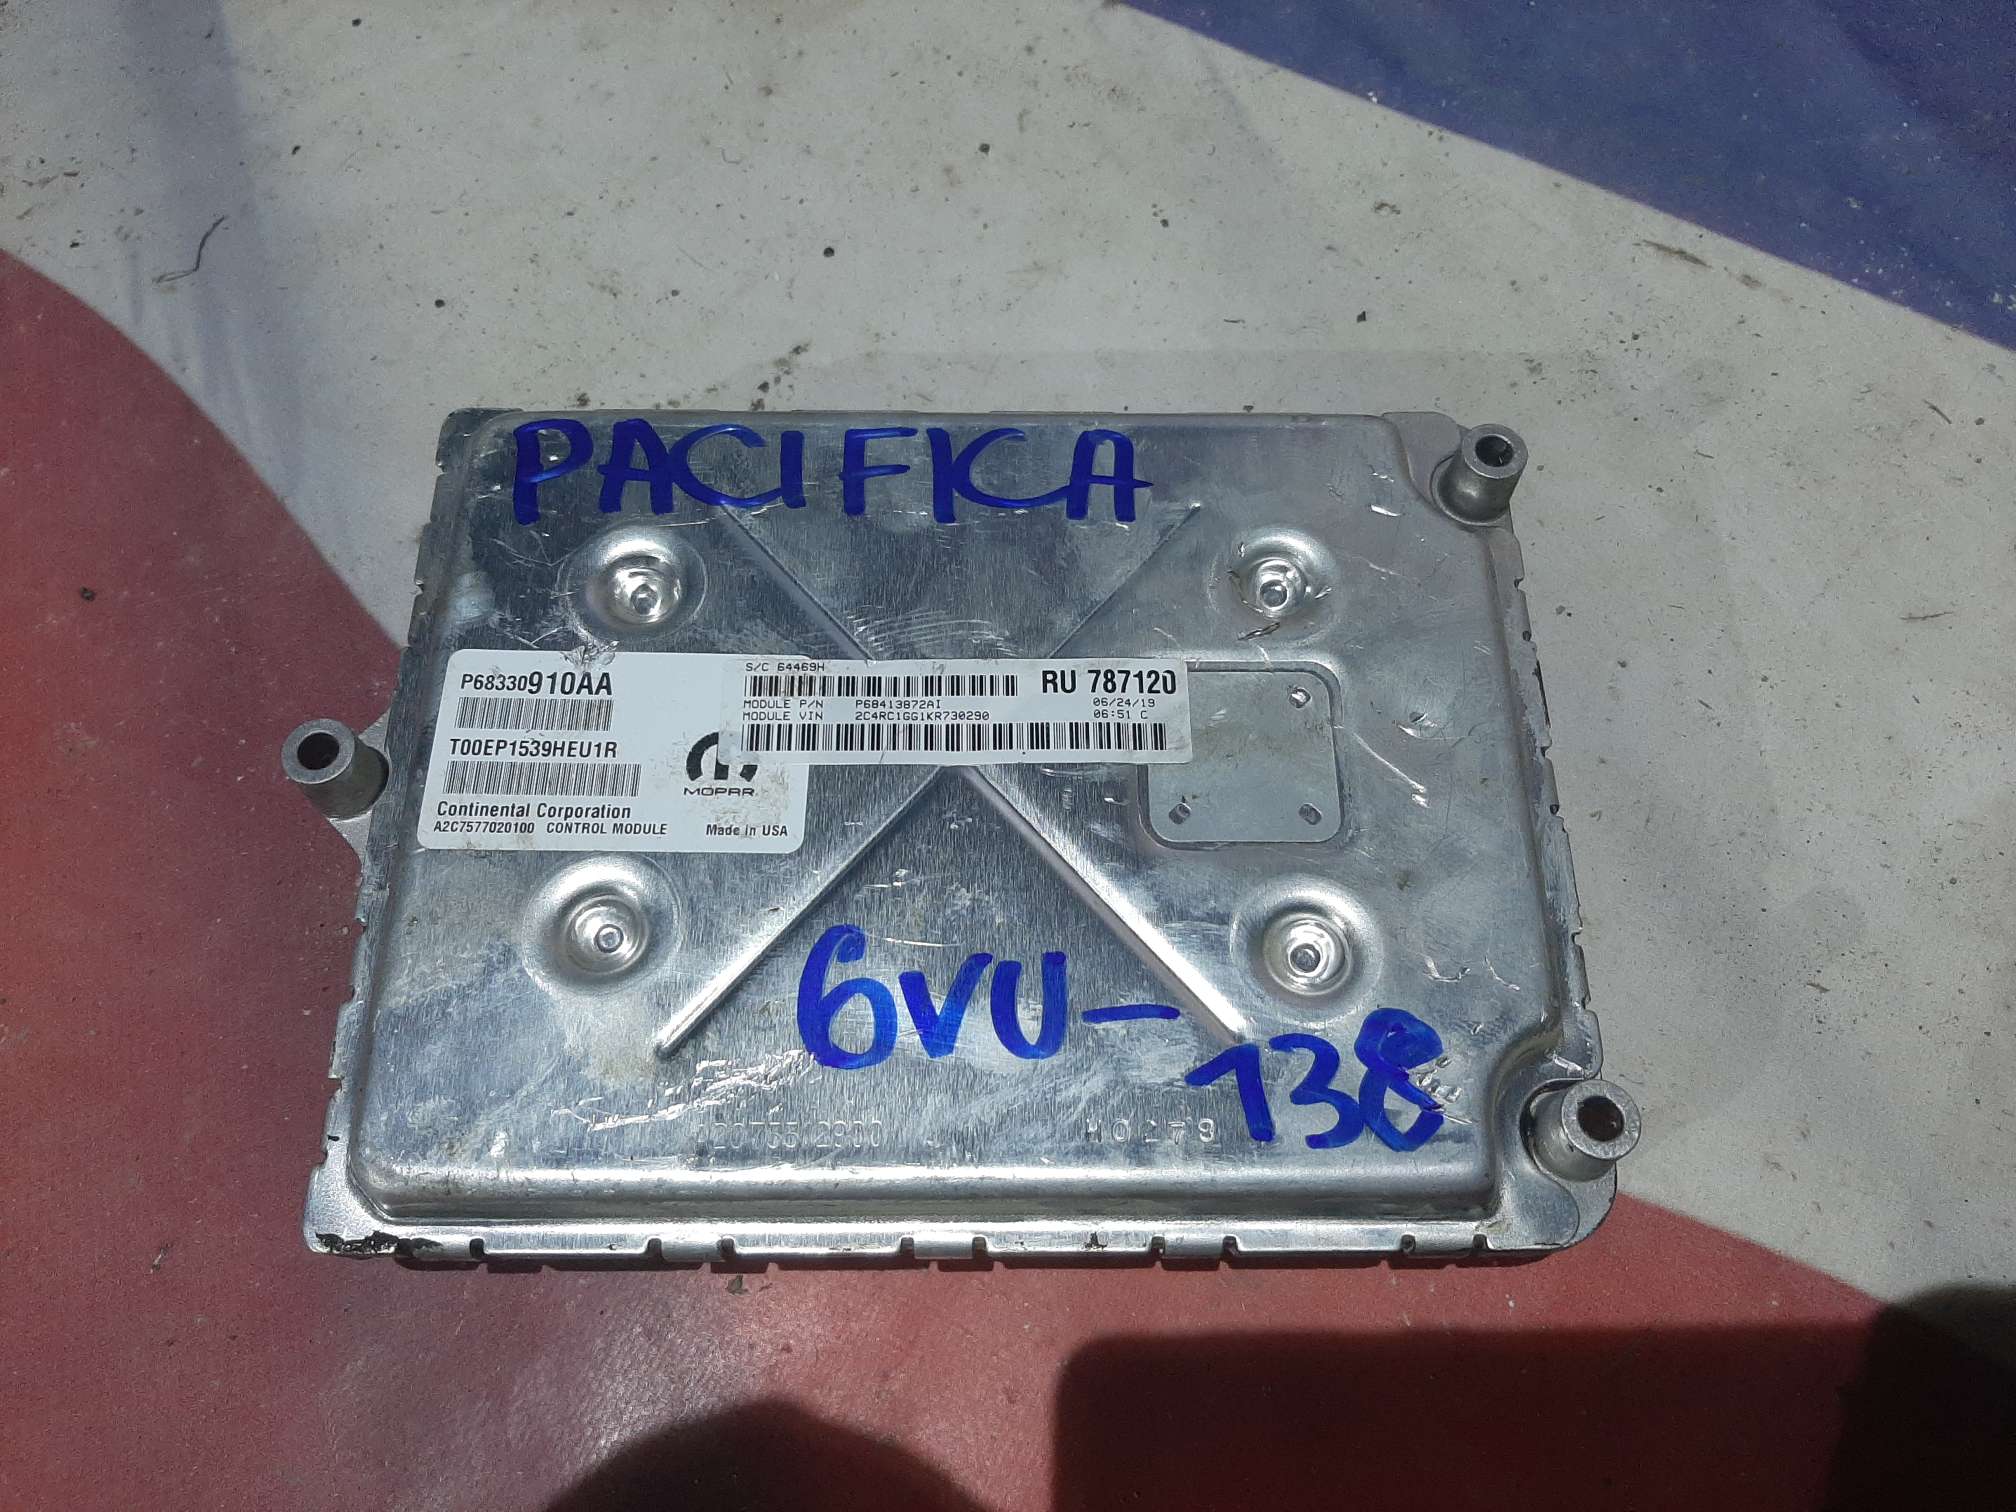 PACIFICA
P68330910AA
T00EP1539HEU1R
MOPAR
Continental Corporation
A2C7577020100 CONTROL MODULE Made in USA
S/C 64469H
RU 787120
MODULE P/N P68413872AI 06/24/19
MODULE VIN 2C4RC1GG1KR730290 06:51 C
6VU-
138